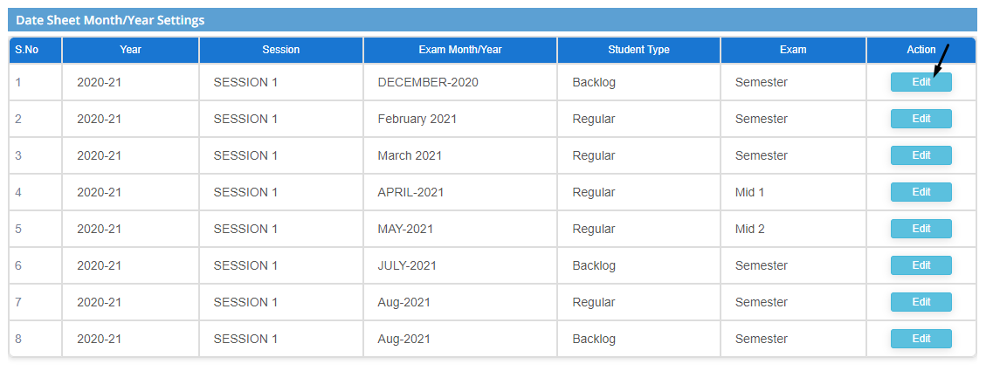 Date Sheet Month/Year Settings
S.No Year Session Exam Month/Year Student Type Exam Action
1 2020-21 SESSION 1 DECEMBER-2020 Backlog Semester Edit
2 2020-21 SESSION 1 February 2021 Regular Semester Edit
3 2020-21 SESSION 1 March 2021 Regular Semester Edit
4 2020-21 SESSION 1 APRIL-2021 Regular Mid 1 Edit
5 2020-21 SESSION 1 MAY-2021 Regular Mid 2 Edit
6 2020-21 SESSION 1 JULY-2021 Backlog Semester Edit
7 2020-21 SESSION 1 Aug-2021 Regular Semester Edit
8 2020-21 SESSION 1 Aug-2021 Backlog Semester Edit